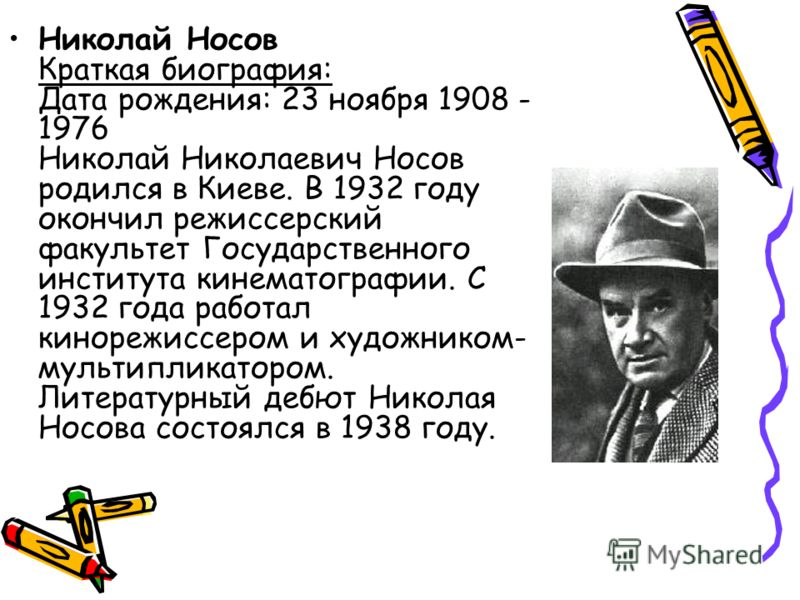 • Николай Носов
Краткая биография:
Дата рождения: 23 ноября 1908 -
1976
Николай Николаевич Носов
родился в Киеве. В 1932 году
окончил режиссерский
факультет Государственного
института кинематографии. С
1932 года работал
кинорежиссером и художником-
мультипликатором.
Литературный дебют Николая
Носова состоялся в 1938 году.
MyShared